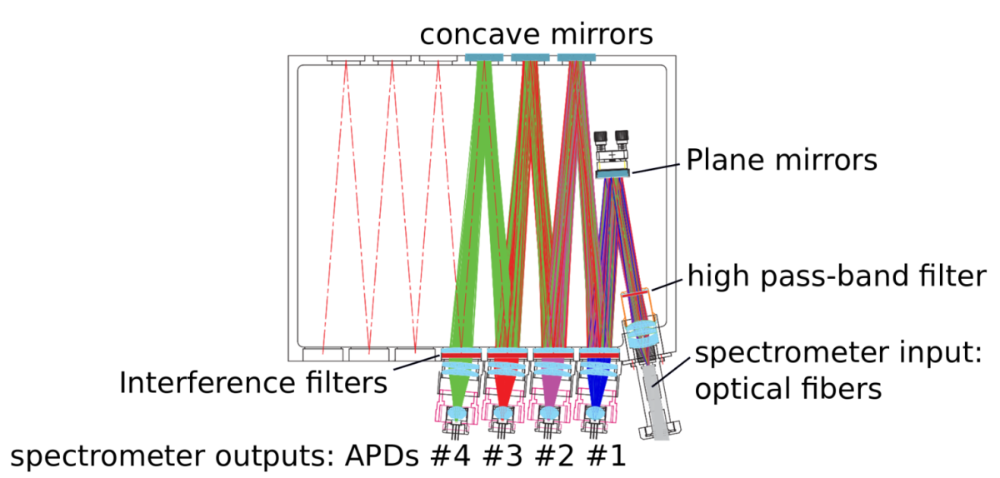 concave mirrors
Plane mirrors
high pass-band filter
spectrometer input:
optical fibers
Interference filters
spectrometer outputs: APDs #4 #3 #2 #1